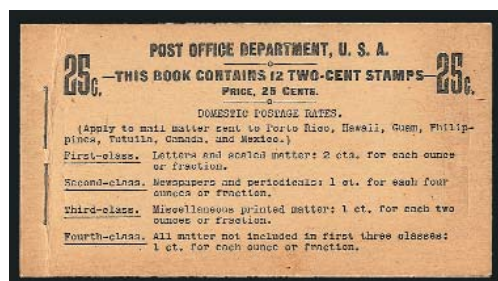 POST OFFICE DEPARTMENT, U. S. A.
25c. —THIS BOOK CONTAINS 12 TWO-CENT STAMPS— 25c.
PRICE, 25 CENTS.
DOMESTIC POSTAGE RATES.
(Apply to mail matter sent to Porto Rico, Hawaii, Guam, Philip-
pines, Tutuila, Canada, and Mexico.)
First-class. Letters and sealed matter: 2 cts. for each ounce
or fraction.
Second-class. Newspapers and periodicals: 1 ct. for each four
ounces or fraction.
Third-class. Miscellaneous printed matter: 1 ct. for each two
ounces or fraction.
Fourth-class. All matter not included in first three classes:
1 ct. for each ounce or fraction.